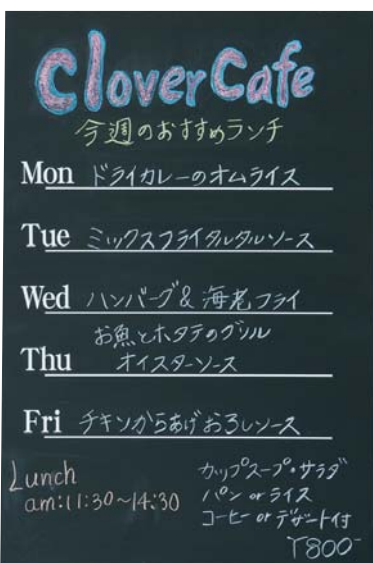 Clover Cafe
今週のおすすめランチ
Mon ドライカレーのオムライス
Tue ミックスフライタルタルソース
Wed ハンバーグ&海老フライ
お魚とホタテのグリル
Thu オイスターソース
Fri チキンからあげおろしソース
Lunch
am:11:30~14:30
カップスープ・サラダ
パン or ライス
コーヒー or デザート付
¥800-